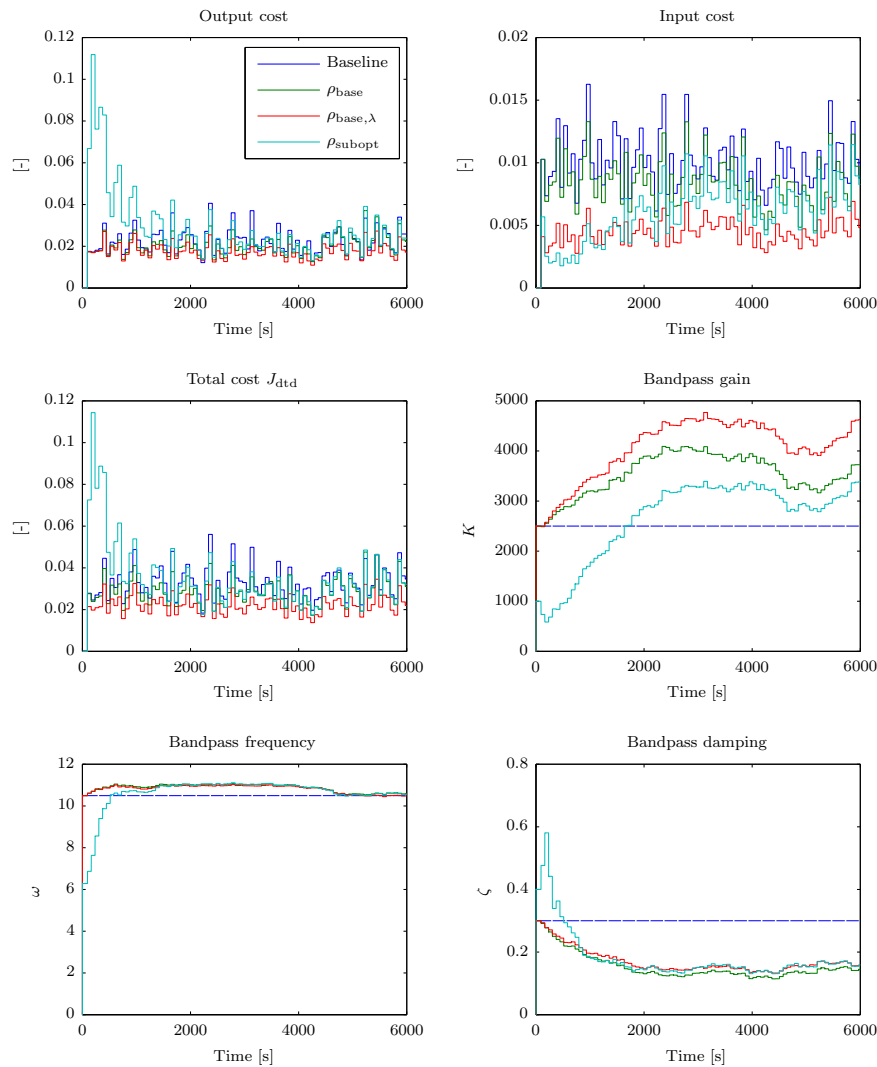 Output cost
0.12
0.1
0.08
0.06
0.04
0.02
0
[-]
0 2000 4000 6000
Time [s]
Baseline
ρbase
ρbase,λ
ρsubopt
Input cost
0.02
0.015
0.01
0.005
0
[-]
0 2000 4000 6000
Time [s]
Total cost Jdtd
0.12
0.1
0.08
0.06
0.04
0.02
0
[-]
0 2000 4000 6000
Time [s]
Bandpass gain
5000
4000
3000
2000
1000
0
K
0 2000 4000 6000
Time [s]
Bandpass frequency
12
10
8
6
4
2
0
ω
0 2000 4000 6000
Time [s]
Bandpass damping
0.8
0.6
0.4
0.2
0
ζ
0 2000 4000 6000
Time [s]